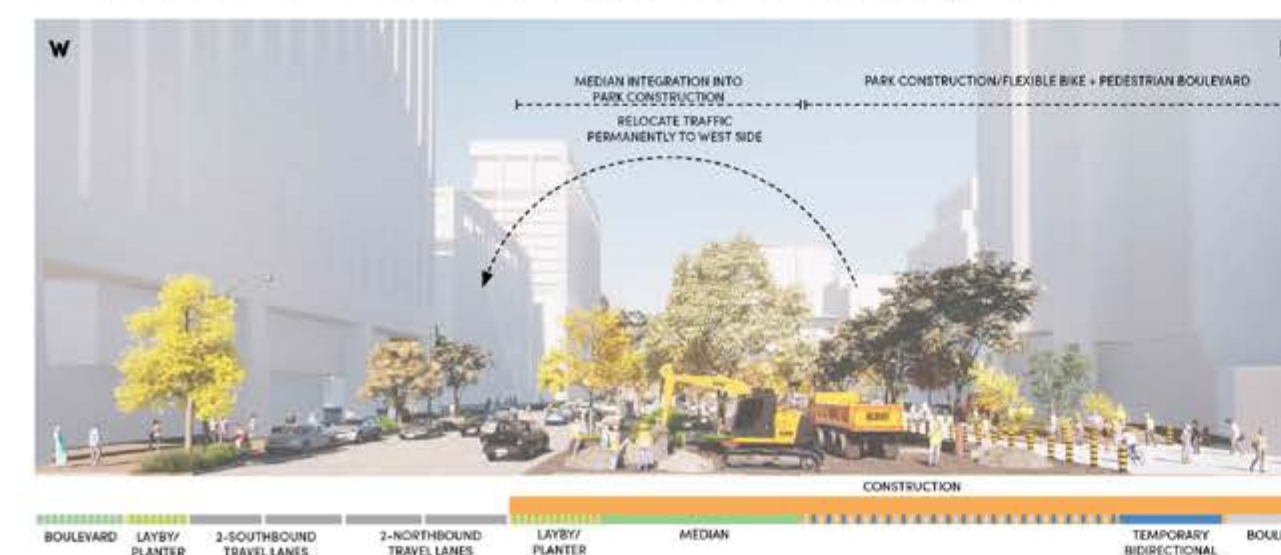 W
MEDIAN INTEGRATION INTO
PARK CONSTRUCTION
PARK CONSTRUCTION/FLEXIBLE BIKE + PEDESTRIAN BOULEVARD
RELOCATE TRAFFIC
PERMANENTLY TO WEST SIDE
CONSTRUCTION
BOULEVARD
LAYBY/
PLANTER
2-SOUTHBOUND
TRAVEL LANES
2-NORTHBOUND
TRAVEL LANES
LAYBY/
PLANTER
MEDIAN
TEMPORARY
BIDIRECTIONAL
BOUL